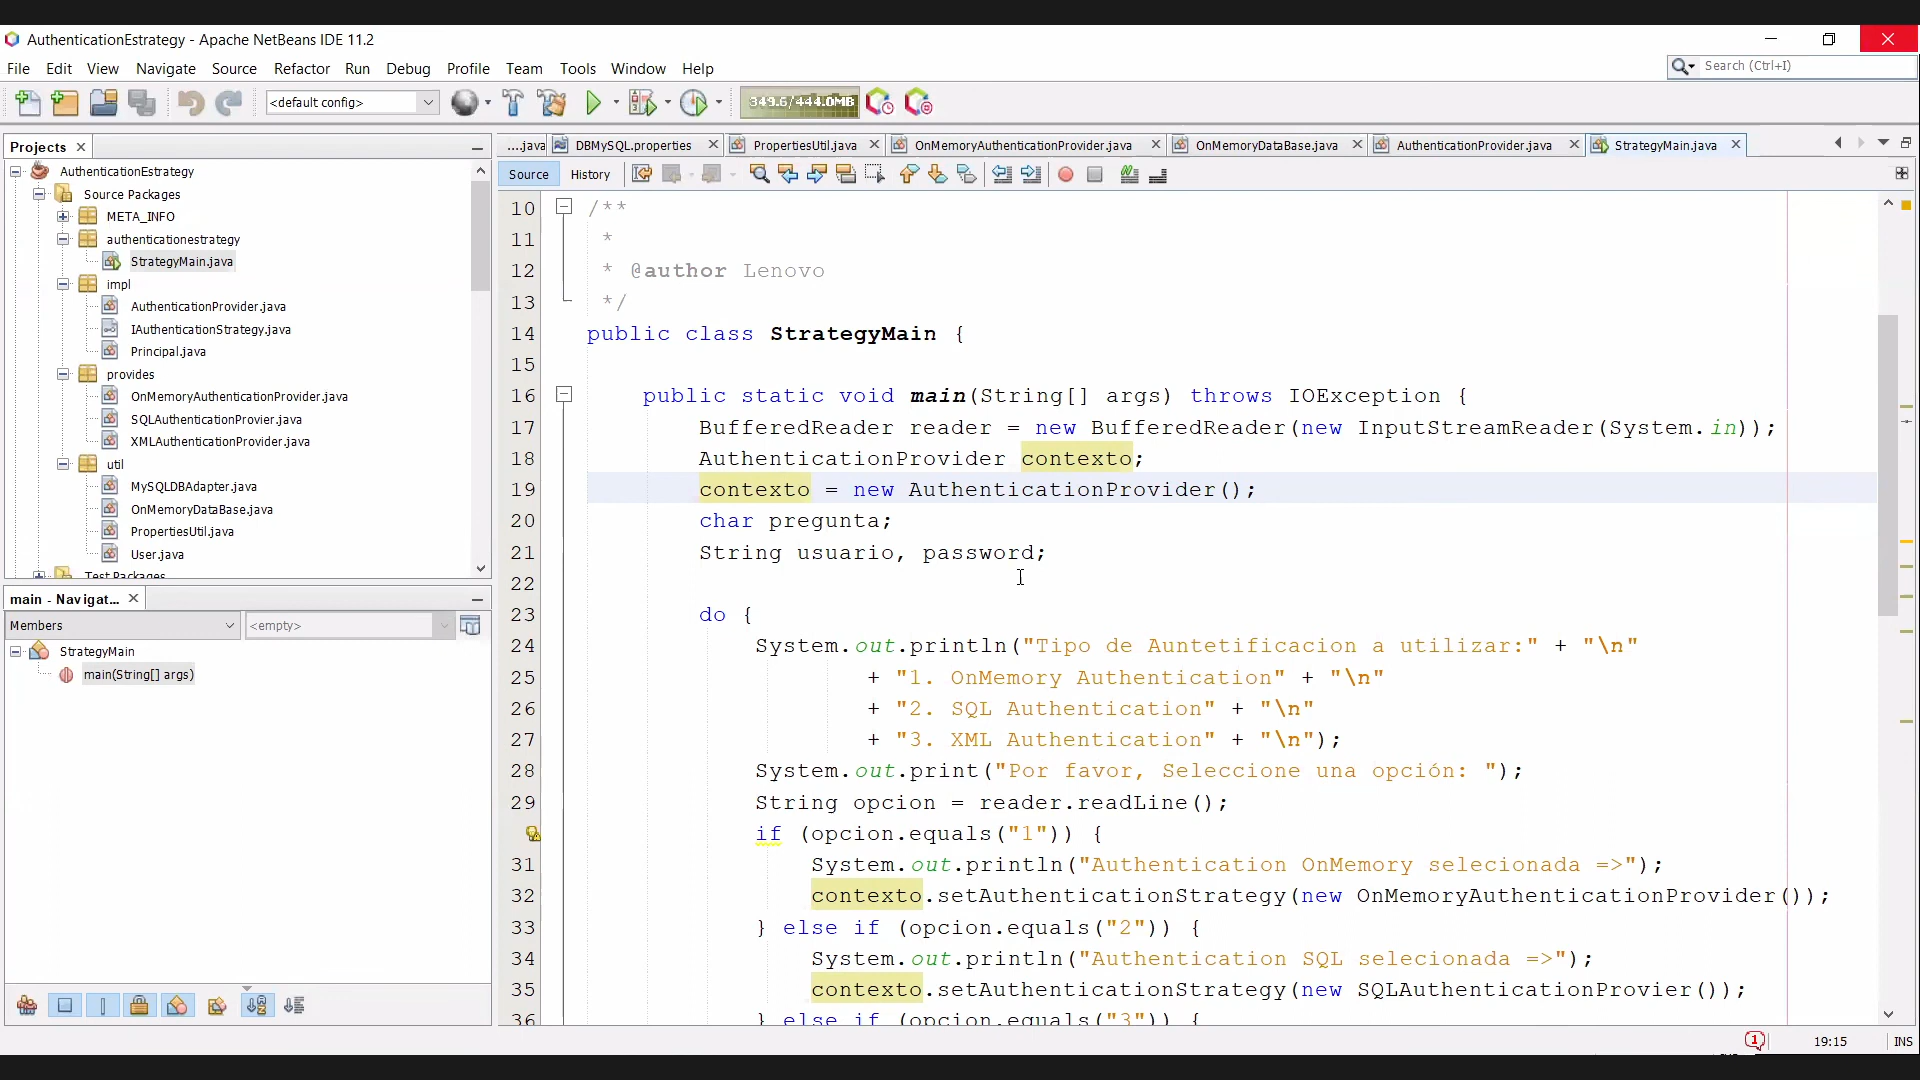 AuthenticationEstrategy - Apache NetBeans IDE 11.2
File Edit View Navigate Source Refactor Run Debug Profile Team Tools Window Help
Search (Ctrl+I)
<default config>
349.6/444.0MB
Projects
AuthenticationEstrategy
Source Packages
META_INFO
authenticationestrategy
StrategyMain.java
impl
AuthenticationProvider.java
IAuthenticationStrategy.java
Principal.java
provides
OnMemoryAuthenticationProvider.java
SQLAuthenticationProvier.java
XMLAuthenticationProvider.java
util
MySQLDBAdapter.java
OnMemoryDataBase.java
PropertiesUtil.java
User.java
Test Packages
main - Navigat...
Members
<empty>
StrategyMain
main(String[] args)
....java DBMySQL.properties PropertiesUtil.java OnMemoryAuthenticationProvider.java OnMemoryDataBase.java AuthenticationProvider.java StrategyMain.java
Source History
10 /**
11 *
12 * @author Lenovo
13 */
14 public class StrategyMain {
15
16 public static void main(String[] args) throws IOException {
17 BufferedReader reader = new BufferedReader(new InputStreamReader(System.in));
18 AuthenticationProvider contexto;
19 contexto = new AuthenticationProvider();
20 char pregunta;
21 String usuario, password;
22
23 do {
24 System.out.println("Tipo de Auntetificacion a utilizar:" + "\n"
25 + "1. OnMemory Authentication" + "\n"
26 + "2. SQL Authentication" + "\n"
27 + "3. XML Authentication" + "\n");
28 System.out.print("Por favor, Seleccione una opción: ");
29 String opcion = reader.readLine();
if (opcion.equals("1")) {
31 System.out.println("Authentication OnMemory selecionada =>");
32 contexto.setAuthenticationStrategy(new OnMemoryAuthenticationProvider());
33 } else if (opcion.equals("2")) {
34 System.out.println("Authentication SQL selecionada =>");
35 contexto.setAuthenticationStrategy(new SQLAuthenticationProvier());
36 } else if (opcion.equals("3")) {
1
19:15
INS